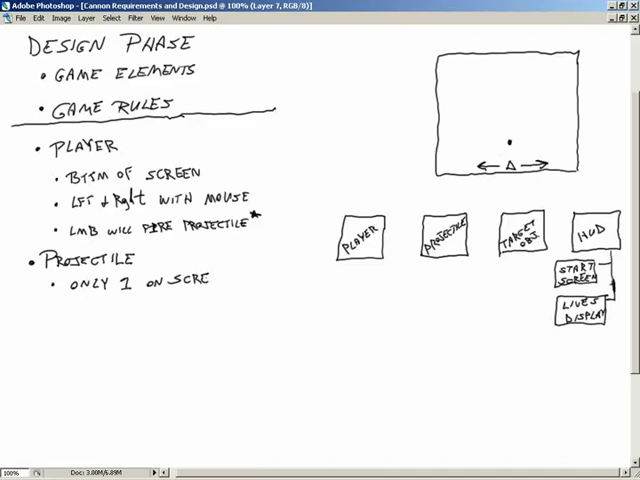 Adobe Photoshop - [Cannon Requirements and Design.psd @ 100% (Layer 7, RGB/8)]
File Edit Image Layer Select Filter View Window Help
DESIGN PHASE
• GAME ELEMENTS
• GAME RULES
• PLAYER
• BTTM OF SCREEN
• LFT & Right WITH MOUSE
• LMB WILL FIRE PROJECTILE*
• PROJECTILE
• ONLY 1 ON SCRE
PLAYER
PROJECTILE
TARGET
OBJ
HUD
START
SCREEN
LIVES
DISPLAY
100%
Doc: 3.00M/6.89M